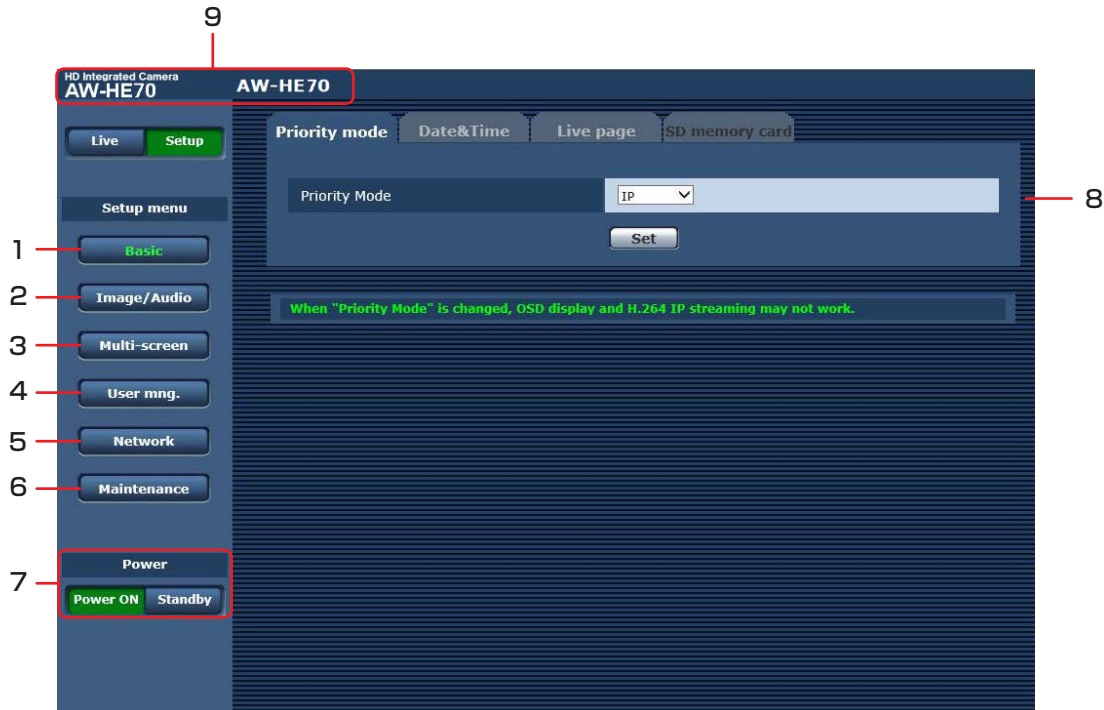 9
HD Integrated Camera
AW-HE70
AW-HE70
Live
Setup
Priority mode
Date&Time
Live page
SD memory card
Priority Mode
IP
8
Set
Setup menu
1
Basic
2
Image/Audio
When "Priority Mode" is changed, OSD display and H.264 IP streaming may not work.
3
Multi-screen
4
User mng.
5
Network
6
Maintenance
7
Power
Power ON
Standby